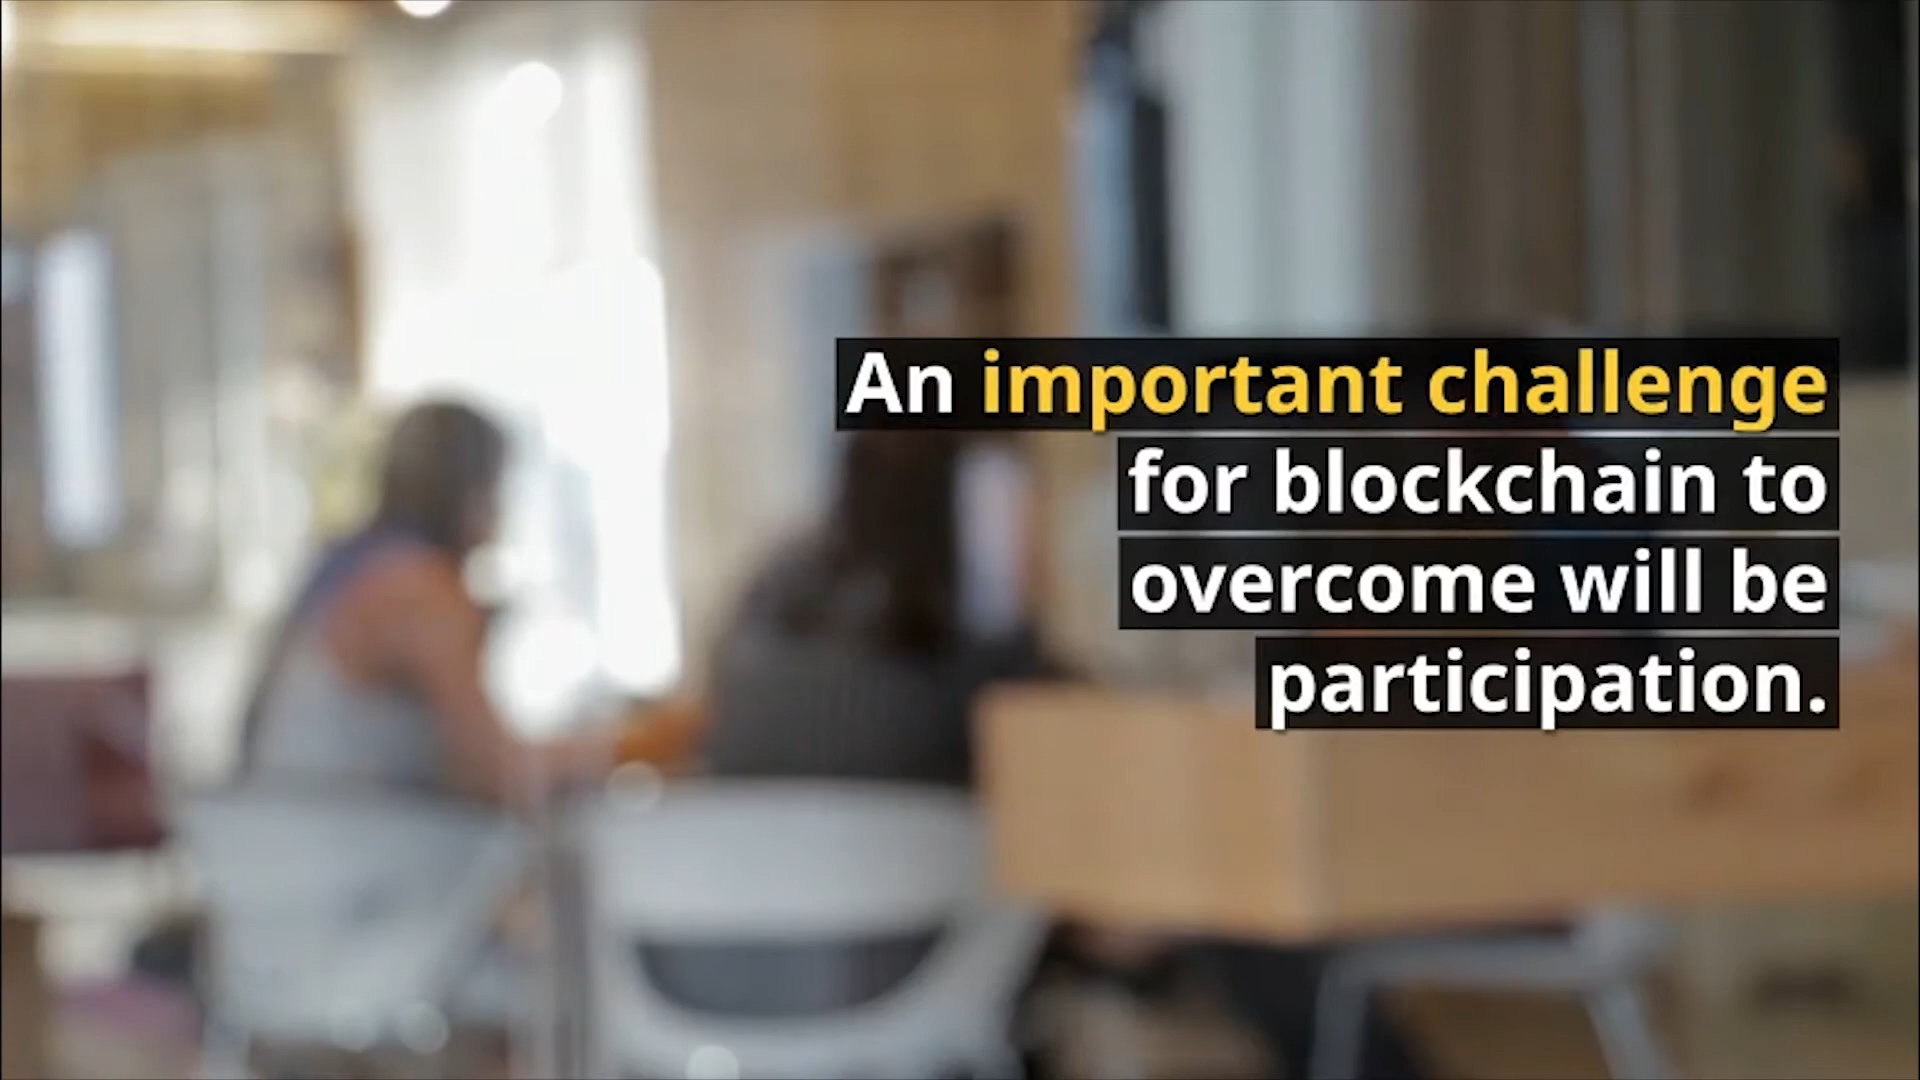 An important challenge
for blockchain to
overcome will be
participation.